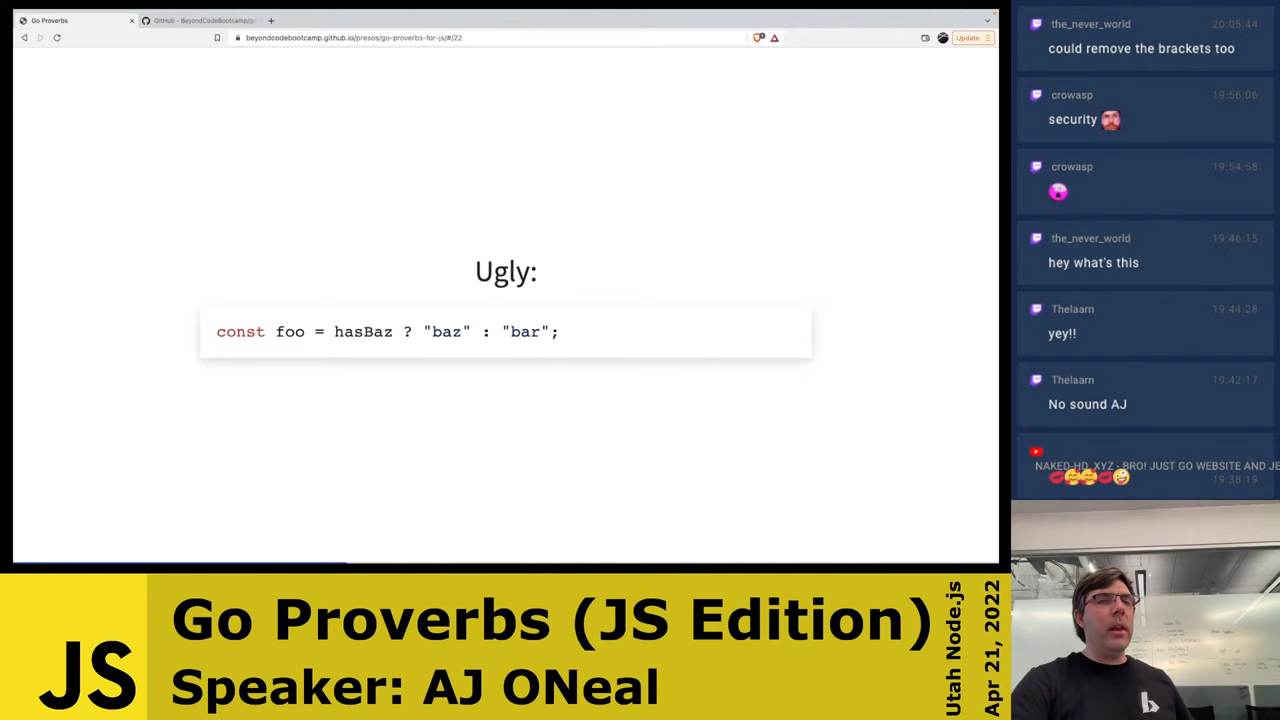 Go Proverbs
GitHub - BeyondCodeBootcamp/g
beyondcodebootcamp.github.io/presos/go-proverbs-for-js/#/22
Update
Ugly:
const foo = hasBaz ? "baz" : "bar";
the_never_world 20:05:44
could remove the brackets too
crowasp 19:56:06
security
crowasp 19:54:58
the_never_world 19:46:15
hey what's this
Thelaarn 19:44:28
yey!!
Thelaarn 19:42:17
No sound AJ
NAKED-HD. XYZ - BRO! JUST GO WEBSITE AND JE
19:38:19
JS
Go Proverbs (JS Edition)
Speaker: AJ ONeal
Utah Node.js
Apr 21, 2022